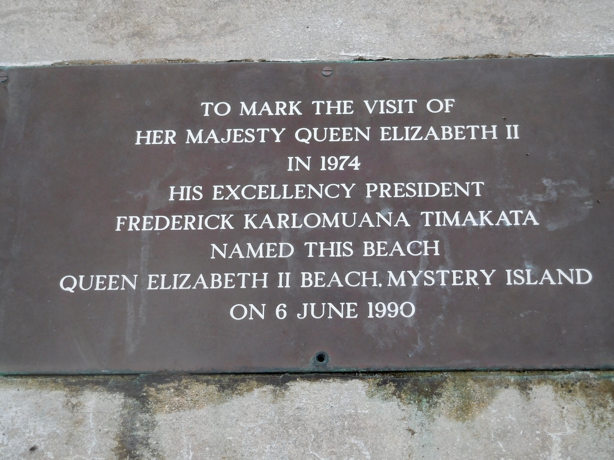 TO MARK THE VISIT OF
HER MAJESTY QUEEN ELIZABETH II
IN 1974
HIS EXCELLENCY PRESIDENT
FREDERICK KARLOMUANA TIMAKATA
NAMED THIS BEACH
QUEEN ELIZABETH II BEACH, MYSTERY ISLAND
ON 6 JUNE 1990